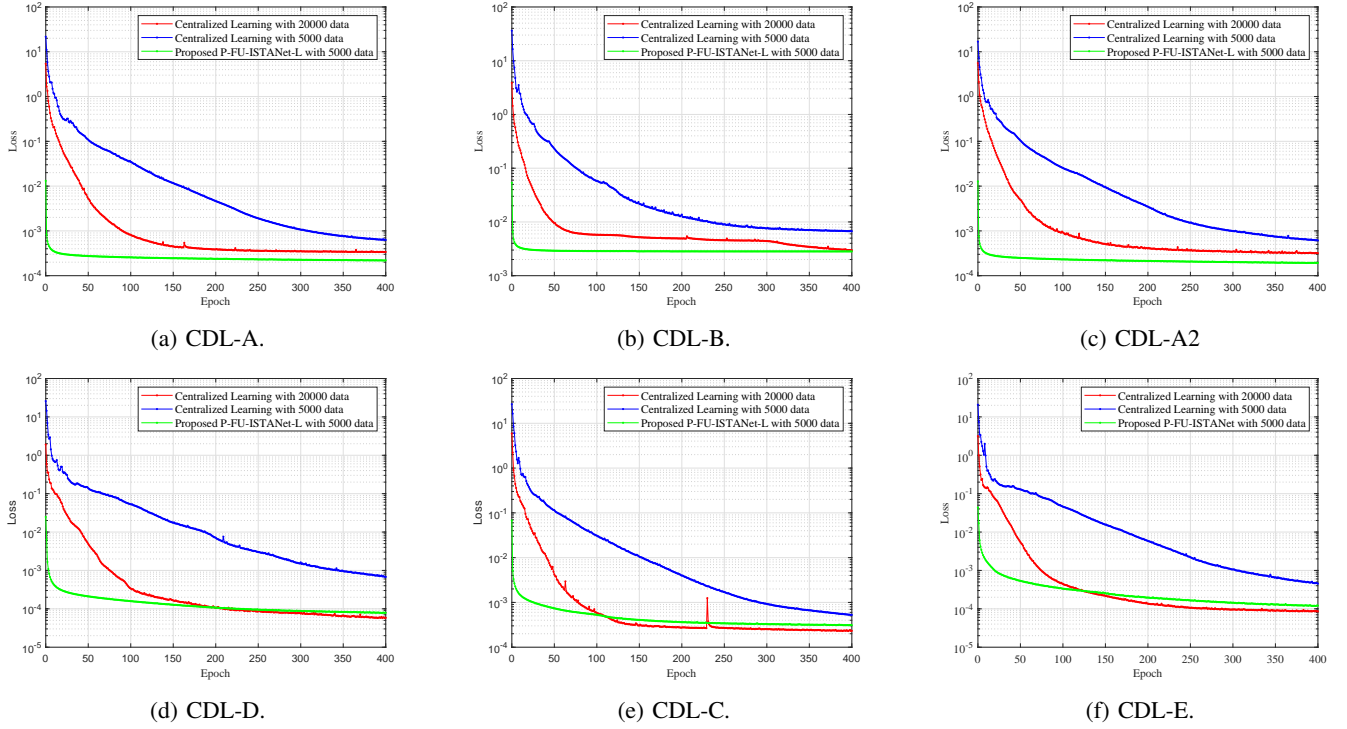 10^2
10^1
10^0
10^-1
10^-2
10^-3
10^-4
Loss
0 50 100 150 200 250 300 350 400
Epoch
Centralized Learning with 20000 data
Centralized Learning with 5000 data
Proposed P-FU-ISTANet-L with 5000 data
(a) CDL-A.
10^2
10^1
10^0
10^-1
10^-2
10^-3
Loss
0 50 100 150 200 250 300 350 400
Epoch
Centralized Learning with 20000 data
Centralized Learning with 5000 data
Proposed P-FU-ISTANet-L with 5000 data
(b) CDL-B.
10^2
10^1
10^0
10^-1
10^-2
10^-3
10^-4
Loss
0 50 100 150 200 250 300 350 400
Epoch
Centralized Learning with 20000 data
Centralized Learning with 5000 data
Proposed P-FU-ISTANet-L with 5000 data
(c) CDL-A2
10^2
10^1
10^0
10^-1
10^-2
10^-3
10^-4
10^-5
Loss
0 50 100 150 200 250 300 350 400
Epoch
Centralized Learning with 20000 data
Centralized Learning with 5000 data
Proposed P-FU-ISTANet-L with 5000 data
(d) CDL-D.
10^2
10^1
10^0
10^-1
10^-2
10^-3
10^-4
Loss
0 50 100 150 200 250 300 350 400
Epoch
Centralized Learning with 20000 data
Centralized Learning with 5000 data
Proposed P-FU-ISTANet-L with 5000 data
(e) CDL-C.
10^2
10^1
10^0
10^-1
10^-2
10^-3
10^-4
10^-5
Loss
0 50 100 150 200 250 300 350 400
Epoch
Centralized Learning with 20000 data
Centralized Learning with 5000 data
Proposed P-FU-ISTANet with 5000 data
(f) CDL-E.